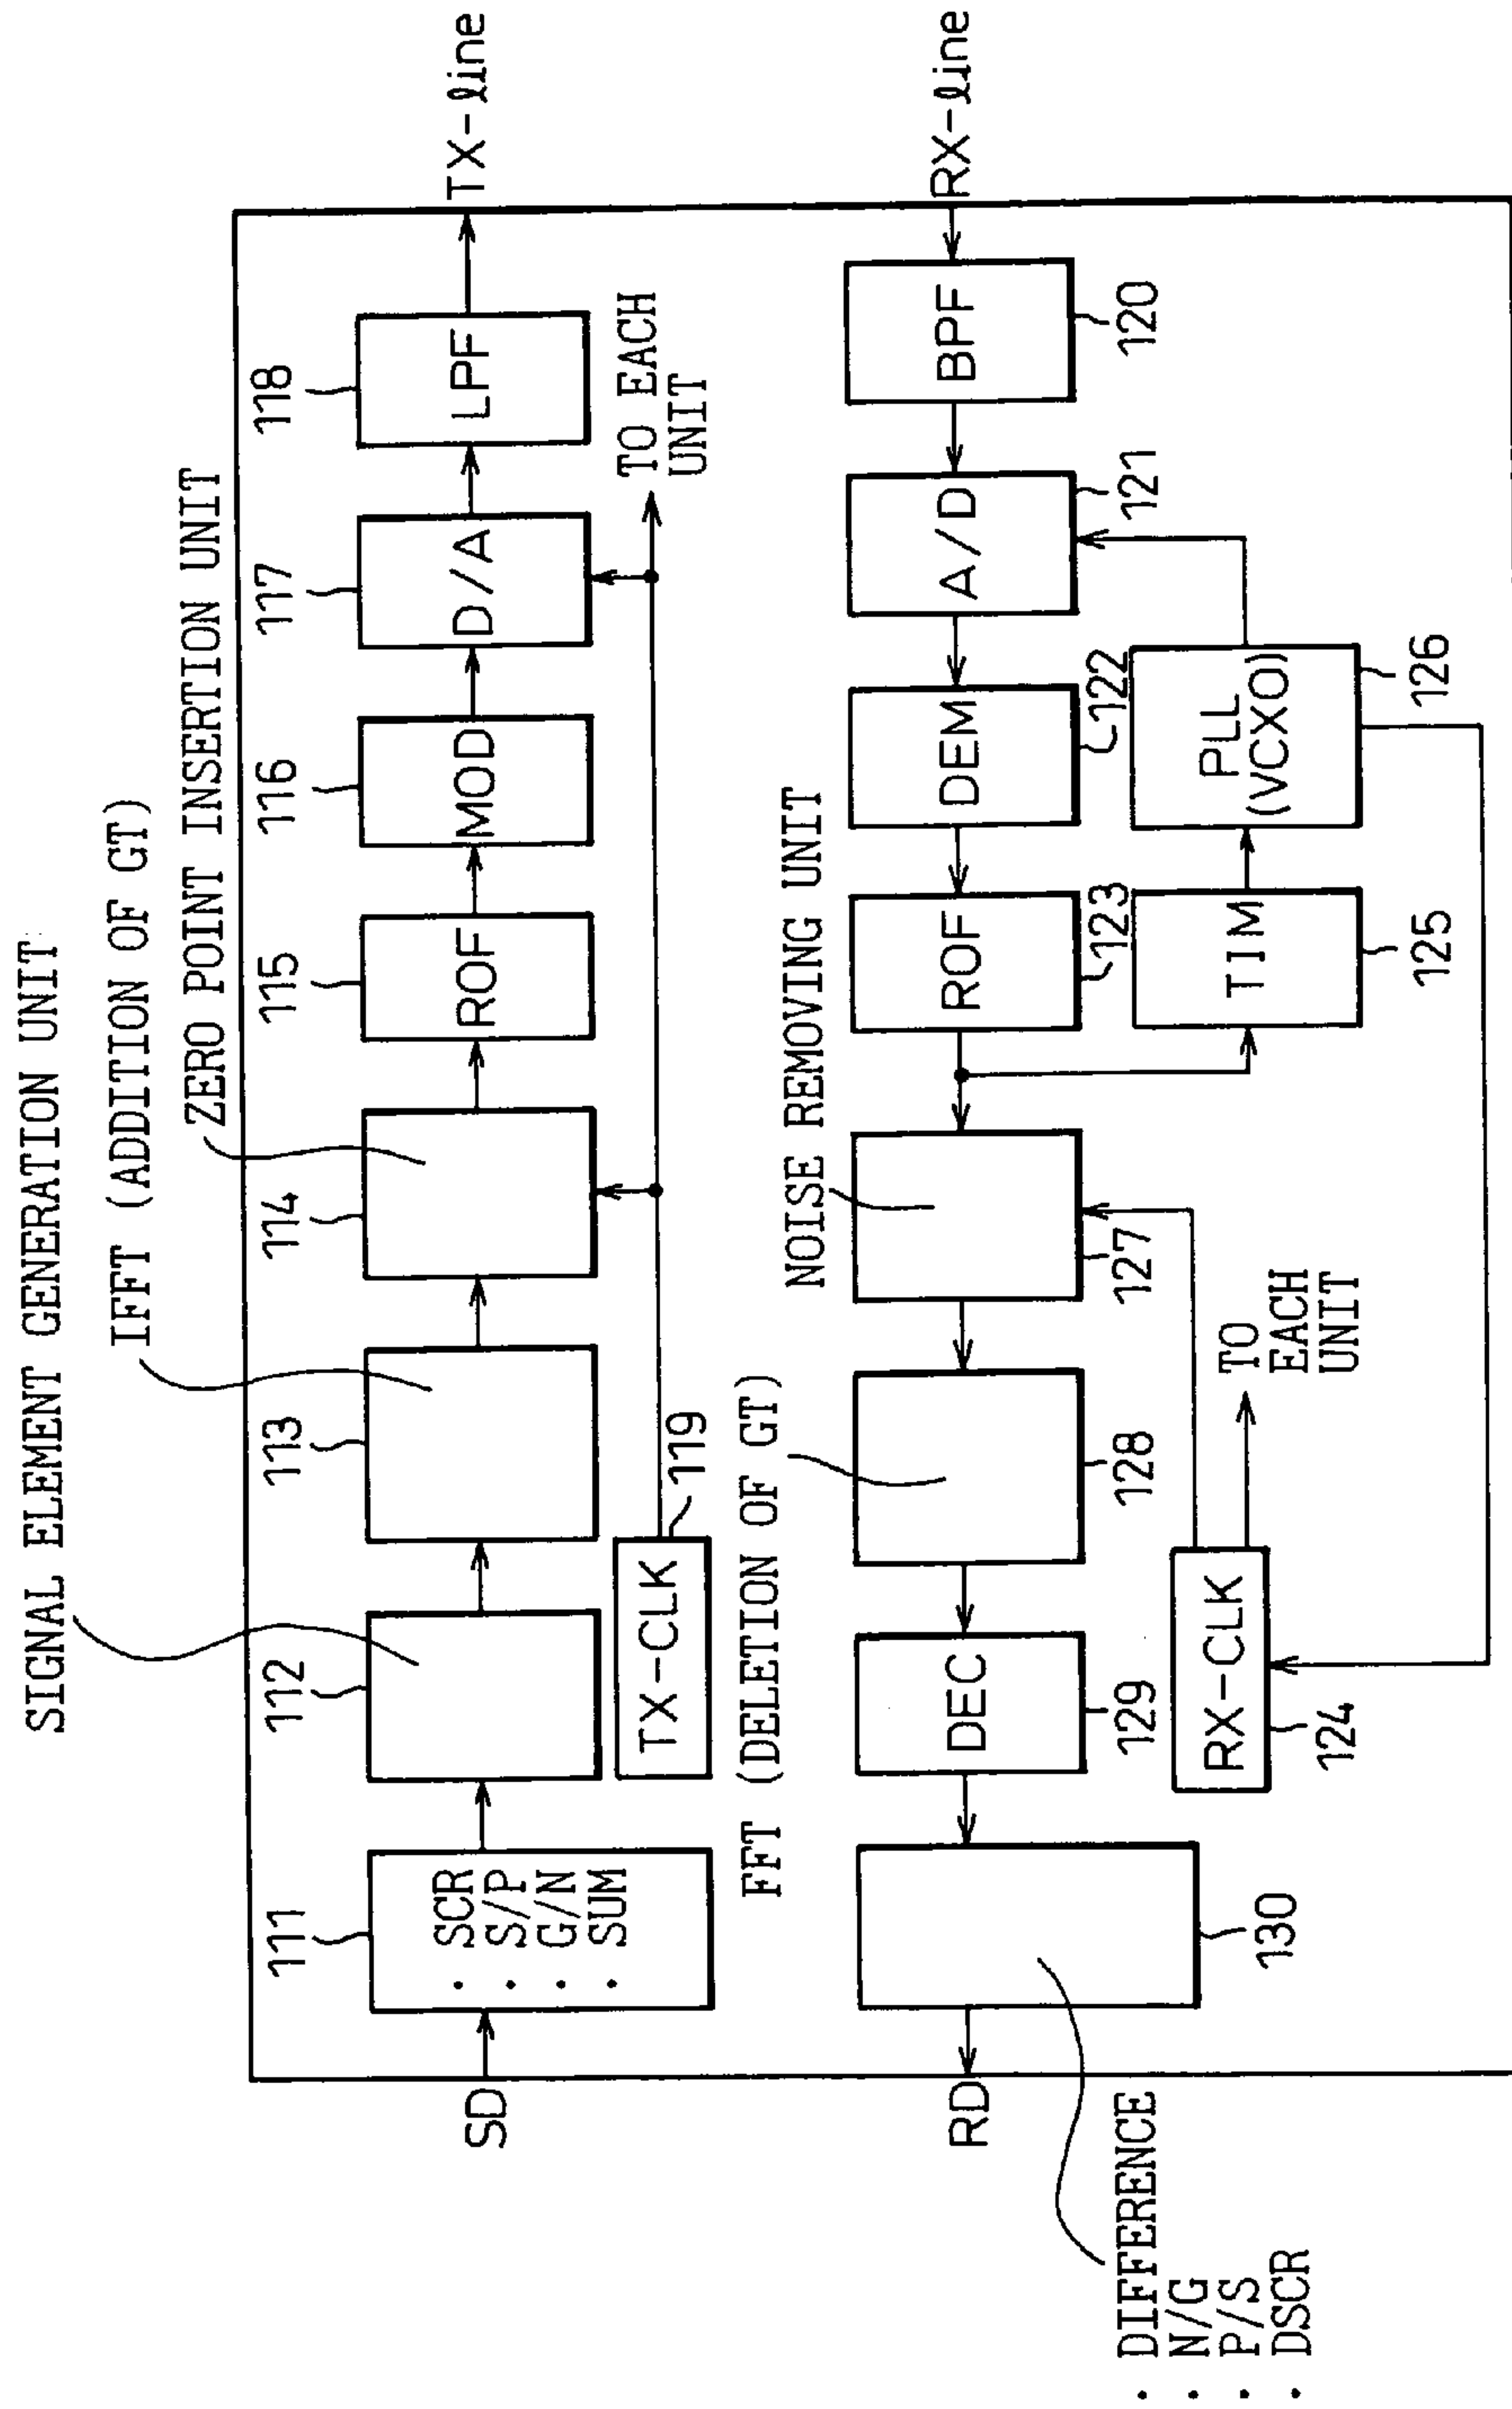 SIGNAL ELEMENT GENERATION UNIT
IFFT (ADDITION OF GT)
ZERO POINT INSERTION UNIT
111
112
113
114
115
116
117
118
SD
· SCR
· S/P
· G/N
· SUM
ROF
MOD
D/A
LPF
TX-line
TX-CLK
119
TO EACH
UNIT
FFT (DELETION OF GT)
NOISE REMOVING UNIT
RD
DEC
ROF
DEM
A/D
BPF
RX-line
130
129
128
127
123
122
121
120
RX-CLK
124
TO
EACH
UNIT
TIM
125
PLL
(VCXO)
126
· DIFFERENCE
· N/G
· P/S
· DSCR